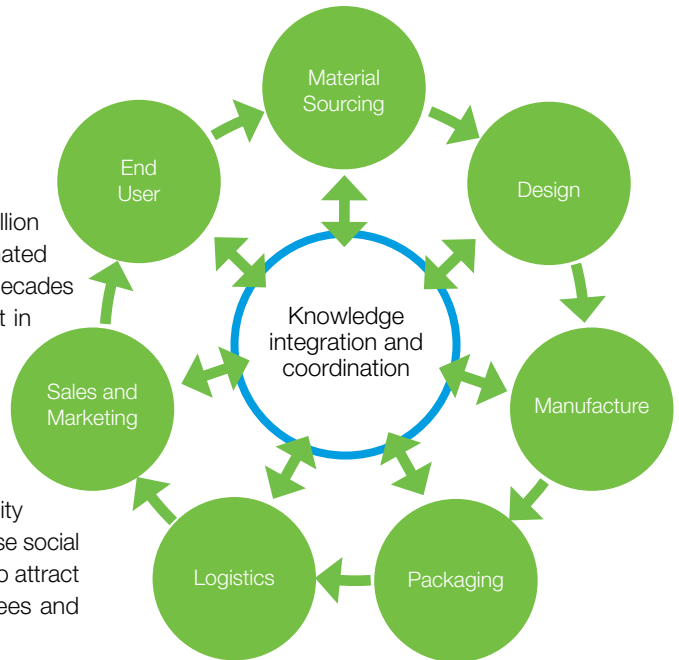 Material
Sourcing
Design
Manufacture
Packaging
Logistics
Sales and
Marketing
End
User
Knowledge
integration and
coordination
llion
ated
ecades
t in
ity
se social
o attract
ees and